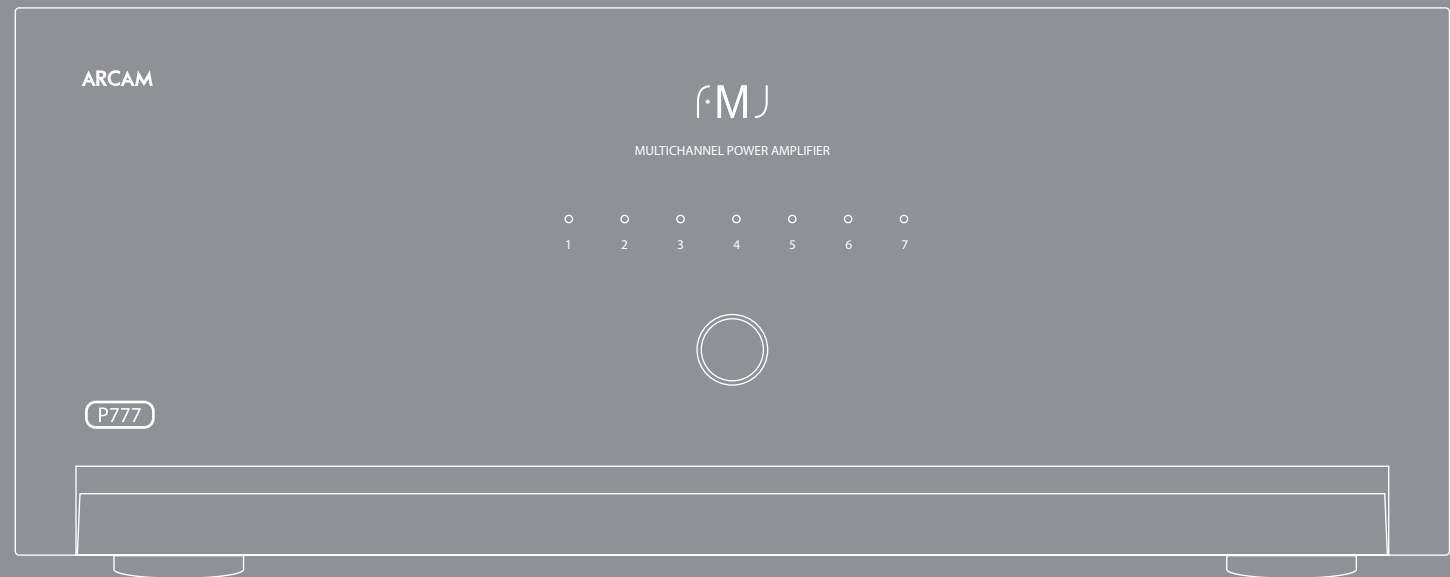 ARCAM
FMJ
MULTICHANNEL POWER AMPLIFIER
1 2 3 4 5 6 7
P777